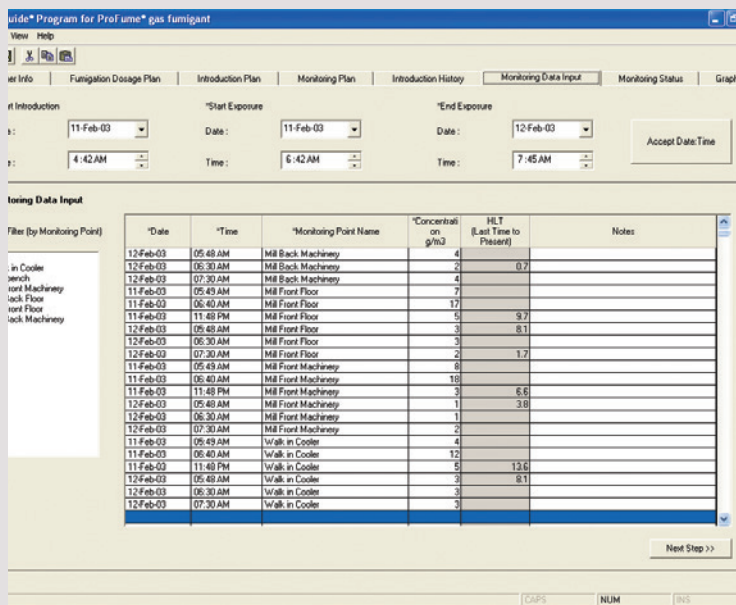 uide* Program for ProFume* gas fumigant
View Help
er Info Fumigation Dosage Plan Introduction Plan Monitoring Plan Introduction History Monitoring Data Input Monitoring Status Graph
rt Introduction *Start Exposure *End Exposure
e : 11-Feb-03 Date : 11-Feb-03 Date : 12-Feb-03 Accept Date:Time
e : 4:42AM Time : 6:42AM Time : 7:45AM
toring Data Input
Filter (by Monitoring Point)
in Cooler
bench
ont Machinery
Back Floor
ront Floor
Back Machinery
*Date *Time *Monitoring Point Name *Concentrati on g/m3 HLT (Last Time to Present) Notes
12-Feb-03 05:48 AM Mill Back Machinery 4
12-Feb-03 06:30 AM Mill Back Machinery 2 0.7
12-Feb-03 07:30 AM Mill Back Machinery 4
11-Feb-03 05:49 AM Mill Front Floor 7
11-Feb-03 06:40 AM Mill Front Floor 17
11-Feb-03 11:48 PM Mill Front Floor 5 9.7
12-Feb-03 05:48 AM Mill Front Floor 3 8.1
12-Feb-03 06:30 AM Mill Front Floor 3
12-Feb-03 07:30 AM Mill Front Floor 2 1.7
11-Feb-03 05:49 AM Mill Front Machinery 8
11-Feb-03 06:40 AM Mill Front Machinery 18
11-Feb-03 11:48 PM Mill Front Machinery 3 6.6
12-Feb-03 05:48 AM Mill Front Machinery 1 3.8
12-Feb-03 06:30 AM Mill Front Machinery 1
12-Feb-03 07:30 AM Mill Front Machinery 2
11-Feb-03 05:49 AM Walk in Cooler 4
11-Feb-03 06:40 AM Walk in Cooler 12
11-Feb-03 11:48 PM Walk in Cooler 5 13.6
12-Feb-03 05:48 AM Walk in Cooler 3 8.1
12-Feb-03 06:30 AM Walk in Cooler 3
12-Feb-03 07:30 AM Walk in Cooler 3
Next Step >>
CAPS NUM INS